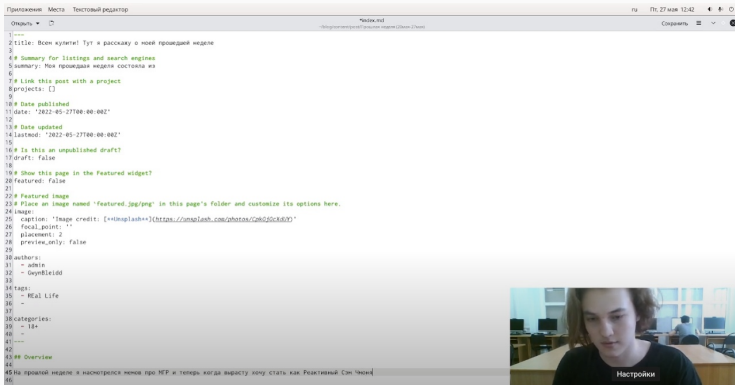 Приложения Места Текстовый редактор ru Пт, 27 мая 12:42
Открыть *index.md Сохранить
1 ---
2 title: Всем кулити! Тут я расскажу о моей прошедшей неделе
3
4 # Summary for listings and search engines
5 summary: Моя прошедшая неделя состояла из
6
7 # Link this post with a project
8 projects: []
9
10 # Date published
11 date: '2022-05-27T00:00:00Z'
12
13 # Date updated
14 lastmod: '2022-05-27T00:00:00Z'
15
16 # Is this an unpublished draft?
17 draft: false
18
19 # Show this page in the Featured widget?
20 featured: false
21
22 # Featured image
23 # Place an image named 'featured.jpg/png' in this page's folder and customize its options here.
24 image:
25 caption: 'Image credit: [**Unsplash**](https://unsplash.com/photos/CpkOjOcXdUY)'
26 focal_point: ''
27 placement: 2
28 preview_only: false
29
30 authors:
31 - admin
32 - GwynBleidd
33
34 tags:
35 - REal Life
36 -
37
38 categories:
39 - 18+
40 -
41 ---
42
43 ## Overview
44
45 На прошлой неделе я насмотрелся мемов про МГР и теперь когда вырасту хочу стать как Реактивный Сэм
46
Настройки